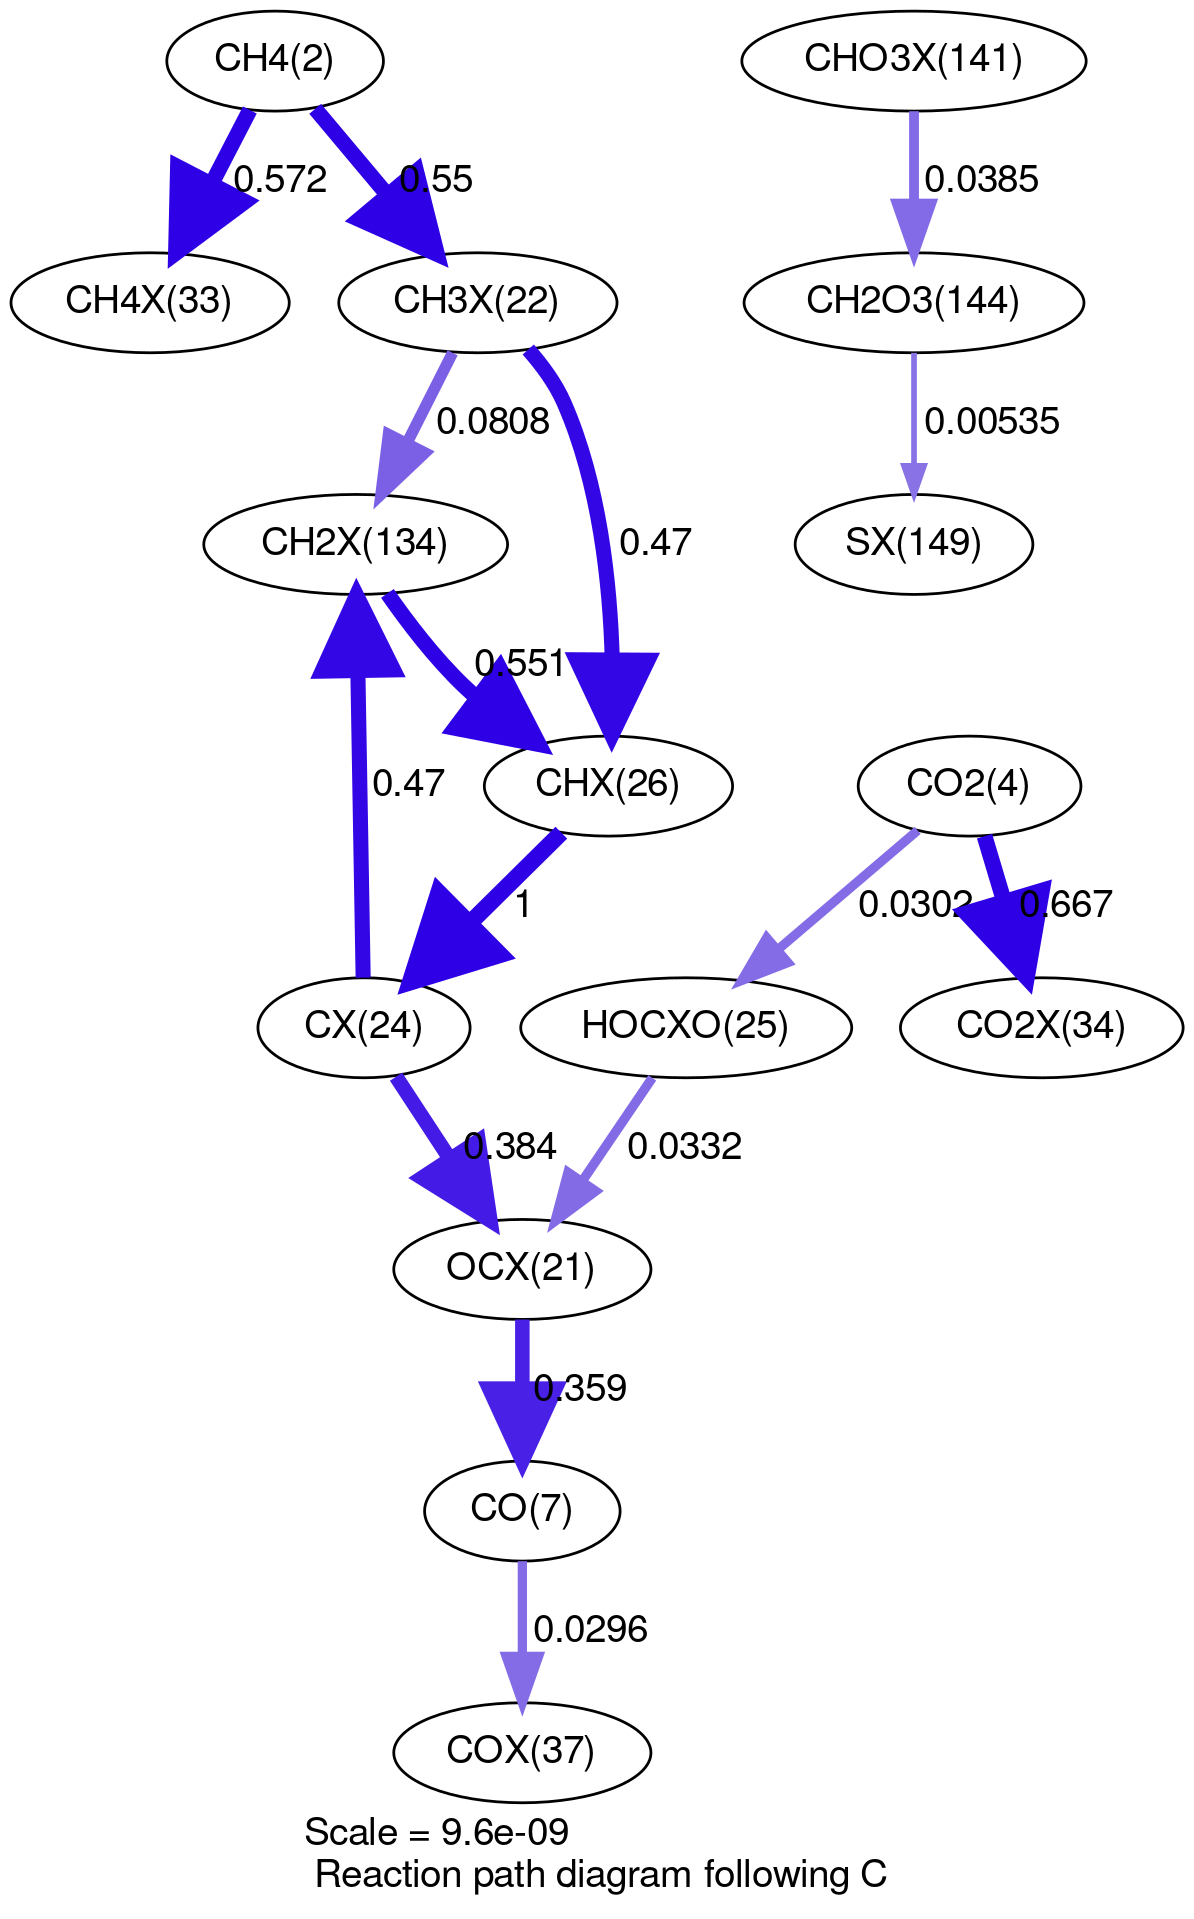 CH4(2)
CHO3X(141)
0.572
0.55
0.0385
CH4X(33)
CH3X(22)
CH2O3(144)
0.0808
0.00535
CH2X(134)
0.47
SX(149)
0.551
0.47
CHX(26)
CO2(4)
1
0.0302
0.667
CX(24)
HOCXO(25)
CO2X(34)
0.384
0.0332
OCX(21)
0.359
CO(7)
0.0296
COX(37)
Scale = 9.6e-09
Reaction path diagram following C